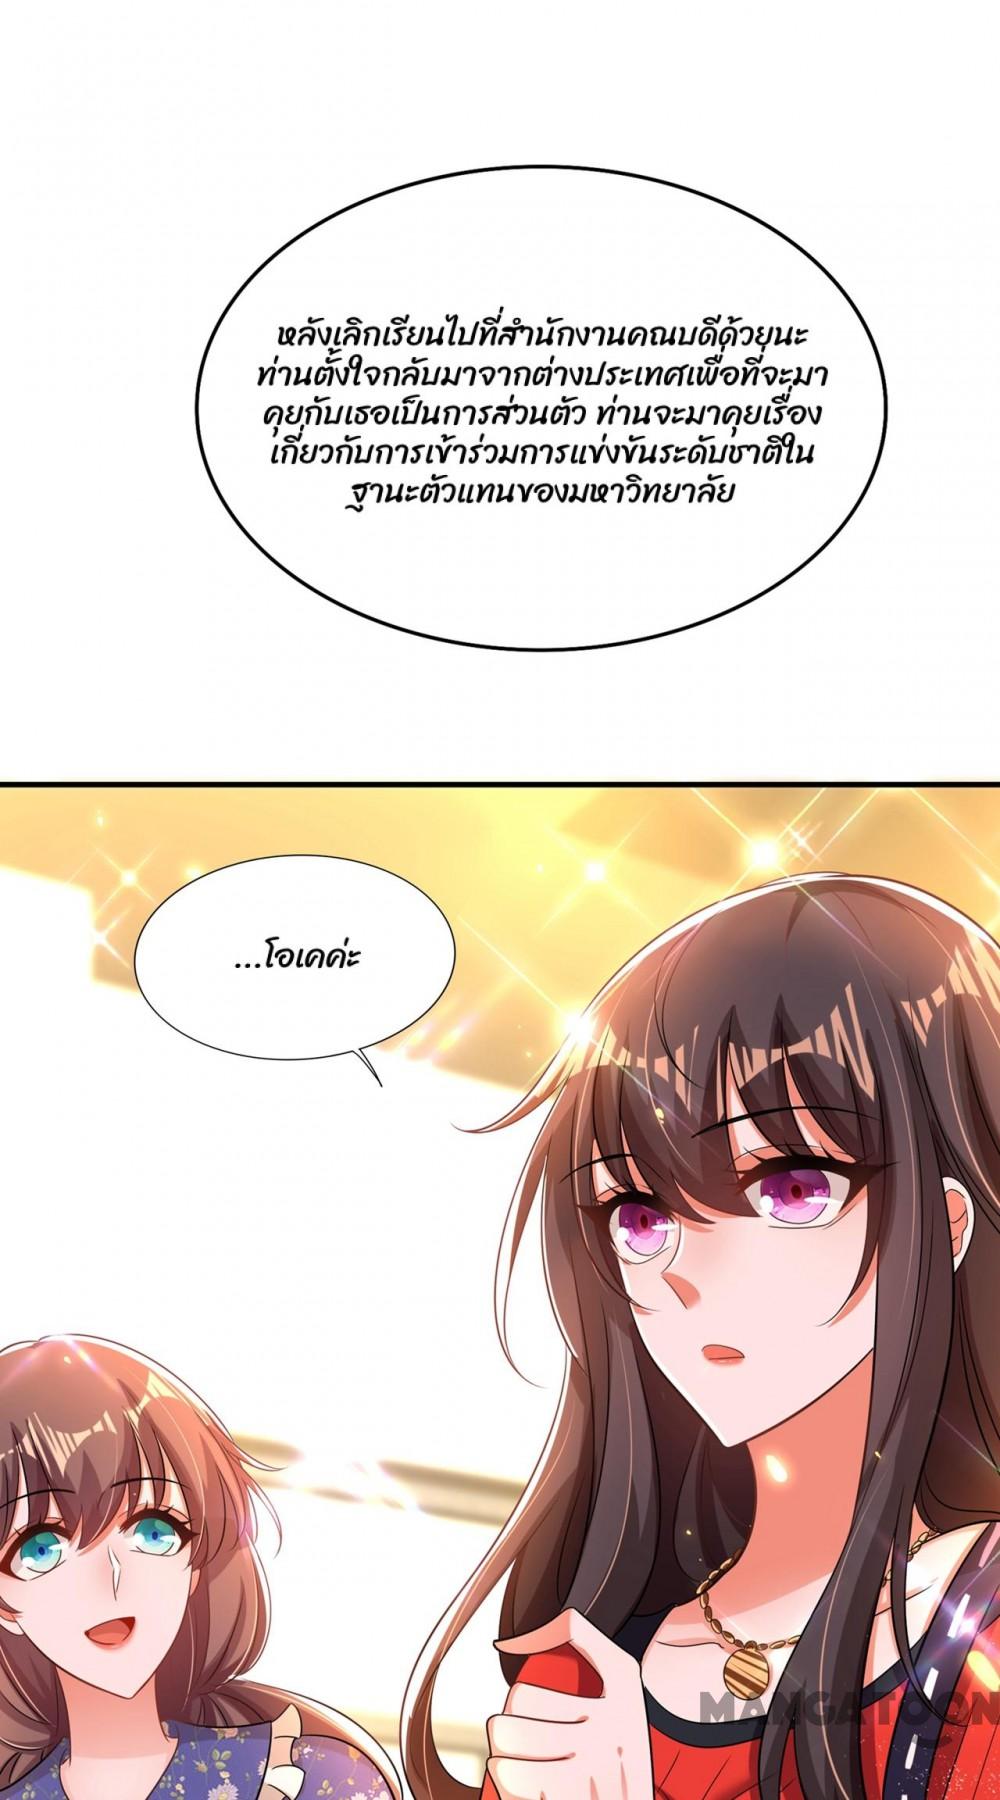 หลังเลิกเรียนไปที่สำนักงานคณบดีด้วยนะ
ท่านตั้งใจกลับมาจากต่างประเทศเพื่อที่จะมา
คุยกับเธอเป็นการส่วนตัว ท่านจะมาคุยเรื่อง
เกี่ยวกับการเข้าร่วมการแข่งขันระดับชาติใน
ฐานะตัวแทนของมหาวิทยาลัย
...โอเคค่ะ
MANGATOON